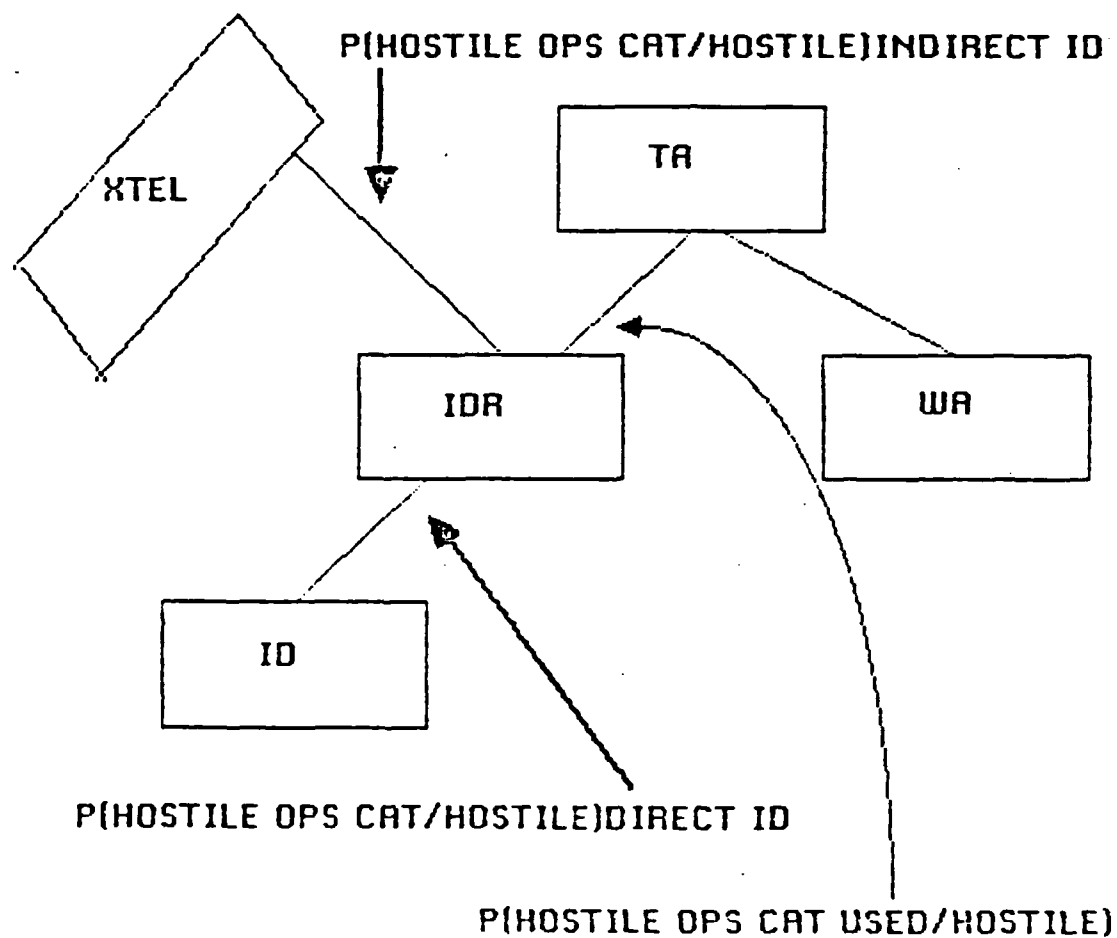 P(HOSTILE OPS CAT/HOSTILE)INDIRECT ID
TA
XTEL
IDR
WA
ID
P(HOSTILE OPS CAT/HOSTILE)DIRECT ID
P(HOSTILE OPS CAT USED/HOSTILE)